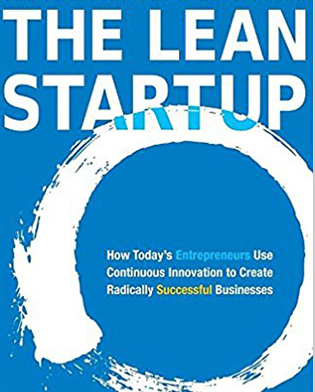 THE LEAN
STARTUP
How Today's Entrepreneurs Use
Continuous Innovation to Create
Radically Successful Businesses